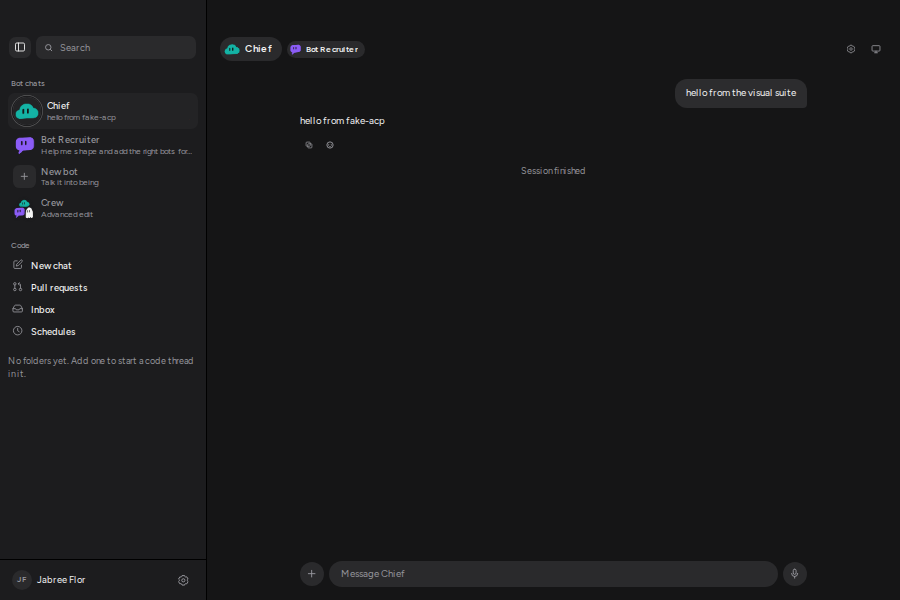 Search
Bot chats
Chief
hello from fake-acp
Bot Recruiter
Help me shape and add the right bots for...
New bot
Talk it into being
Crew
Advanced edit
Code
New chat
Pull requests
Inbox
Schedules
No folders yet. Add one to start a code thread
in it.
JF
Jabree Flor
Chief
Bot Recruiter
hello from the visual suite
hello from fake-acp
Session finished
Message Chief